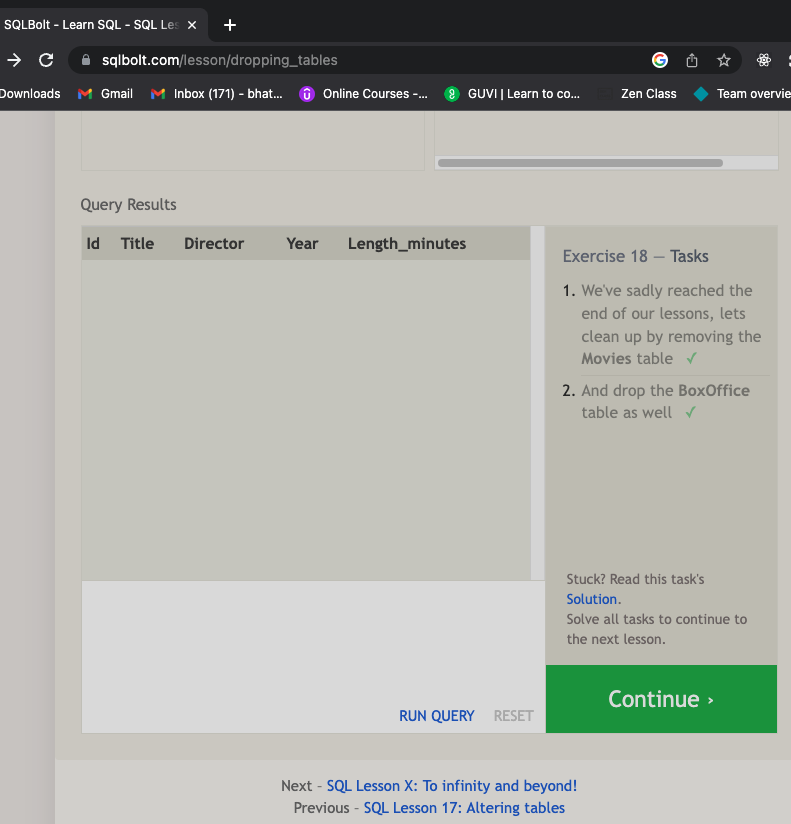 SQLBolt - Learn SQL - SQL Les
sqlbolt.com/lesson/dropping_tables
Downloads Gmail Inbox (171) - bhat... Online Courses -... GUVI | Learn to co... Zen Class Team overvie
Query Results
Id Title Director Year Length_minutes
Exercise 18 — Tasks
1. We've sadly reached the
end of our lessons, lets
clean up by removing the
Movies table ✓
2. And drop the BoxOffice
table as well ✓
Stuck? Read this task's
Solution.
Solve all tasks to continue to
the next lesson.
Continue ›
RUN QUERY RESET
Next – SQL Lesson X: To infinity and beyond!
Previous – SQL Lesson 17: Altering tables